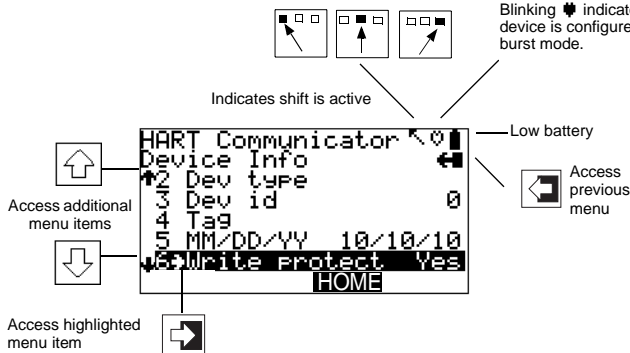 Blinking indicat
device is configure
burst mode.
Indicates shift is active
HART Communicator
Low battery
Device Info
2 Dev type
3 Dev id 0
4 Tag
5 MM/DD/YY 10/10/10
6 Write protect Yes
HOME
Access
previous
menu
Access additional
menu items
Access highlighted
menu item